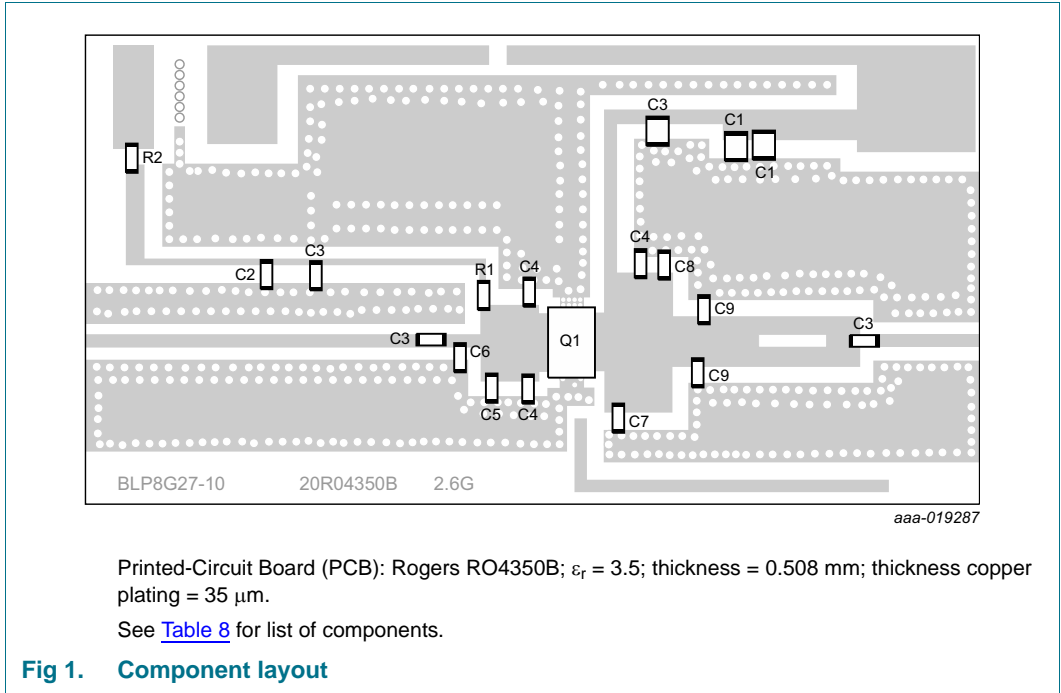 C3
C1
C1
R2
C4
C2
C3
C8
R1
C4
C9
C3
Q1
C3
C6
C9
C5
C4
C7
BLP8G27-10 20R04350B 2.6G
aaa-019287
Printed-Circuit Board (PCB): Rogers RO4350B; εr = 3.5; thickness = 0.508 mm; thickness copper
plating = 35 μm.
See Table 8 for list of components.
Fig 1. Component layout